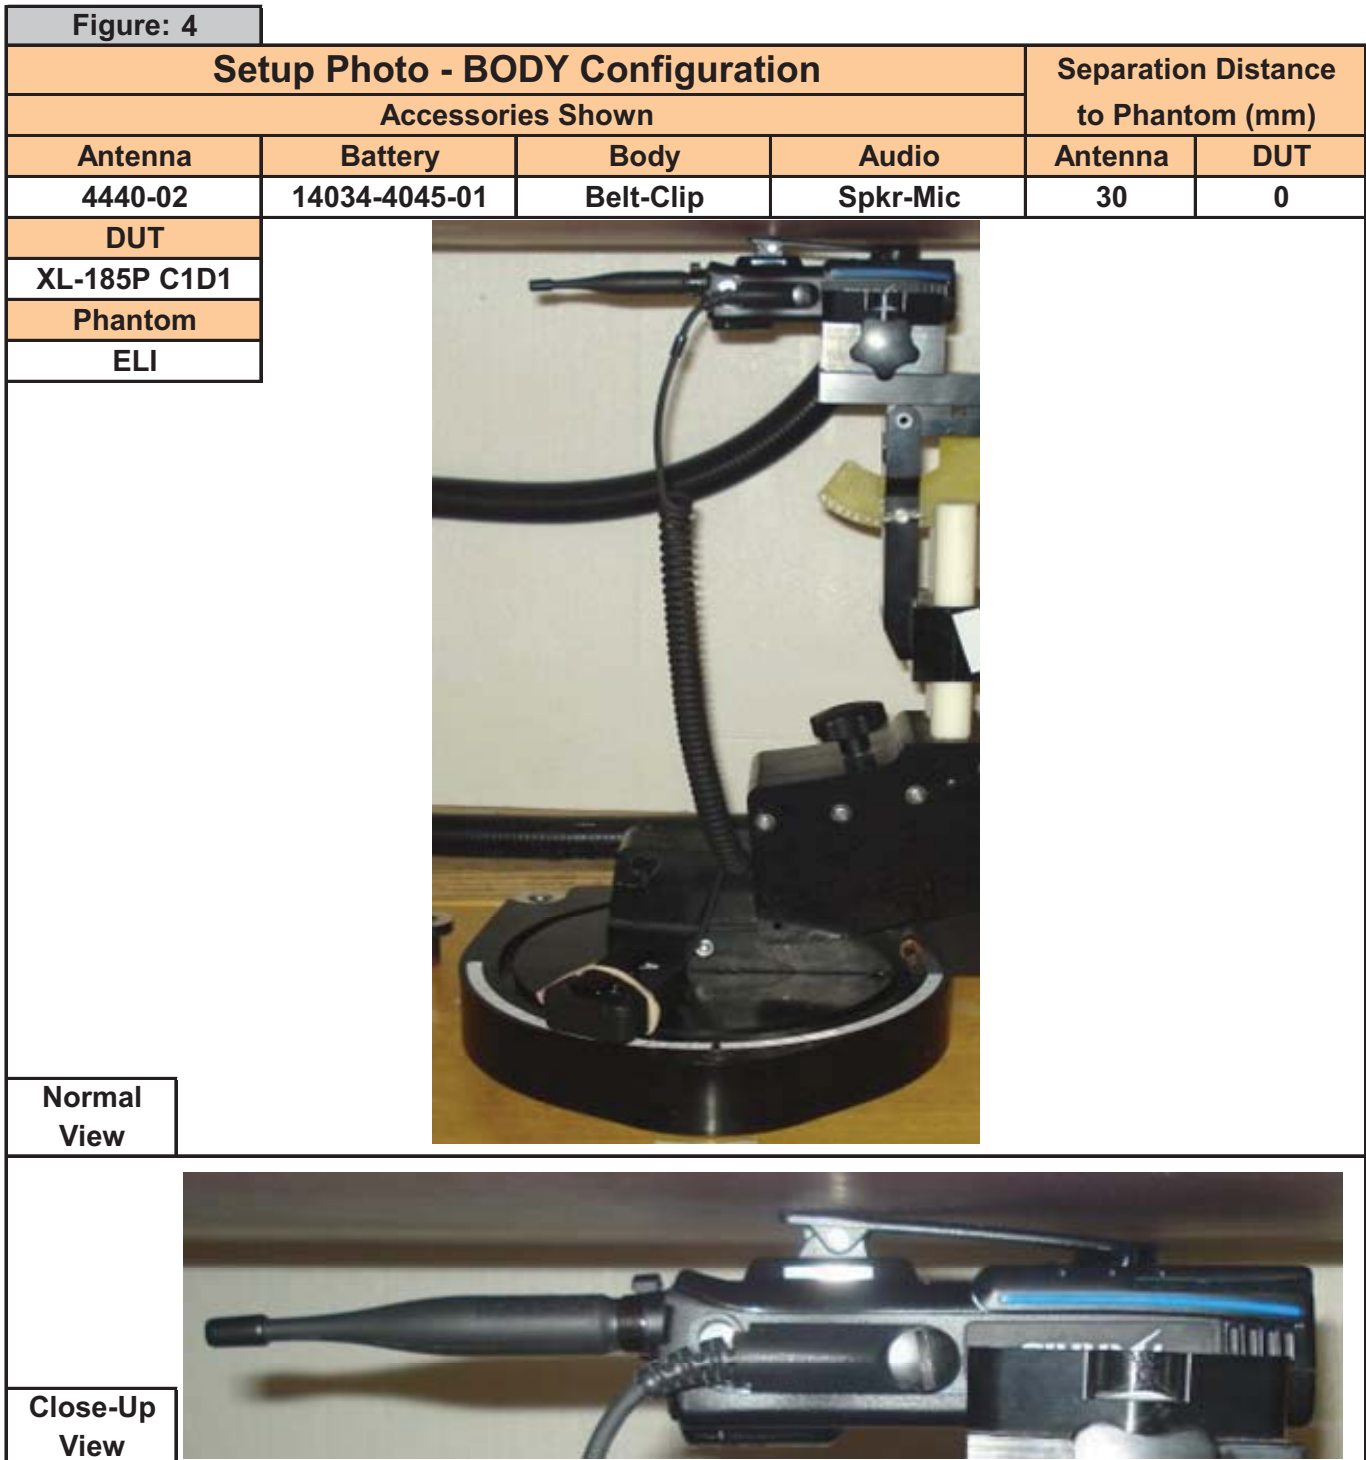 Figure: 4
Setup Photo - BODY Configuration
Separation Distance
to Phantom (mm)
Accessories Shown
Antenna Battery Body Audio Antenna DUT
4440-02 14034-4045-01 Belt-Clip Spkr-Mic 30 0
DUT
XL-185P C1D1
Phantom
ELI
Normal
View
Close-Up
View